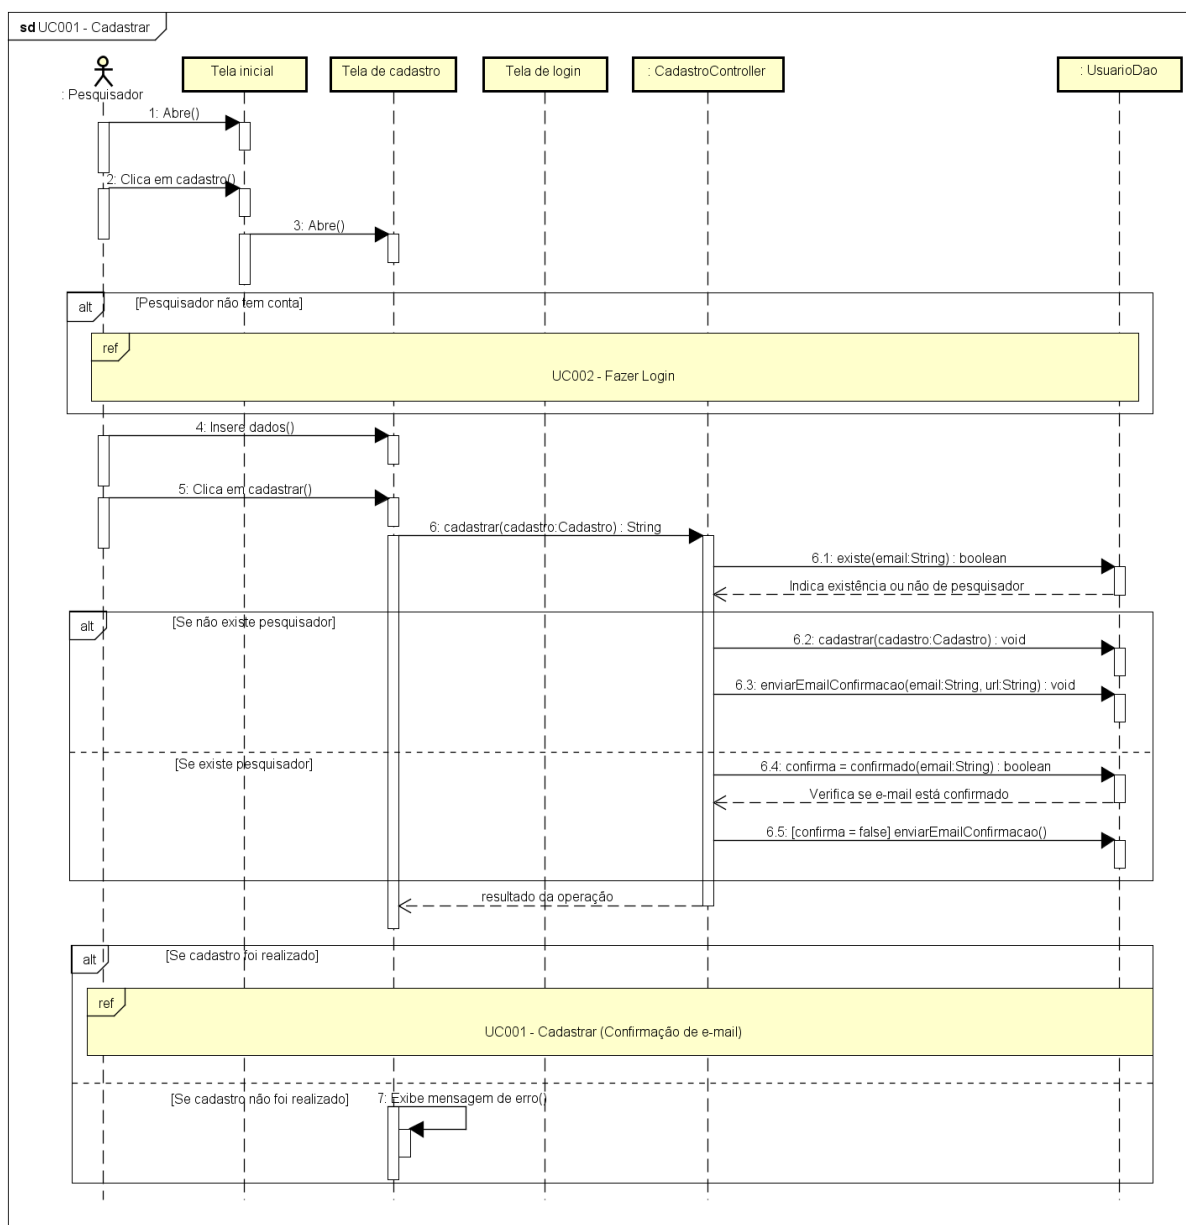 sd UC001 - Cadastrar
: Pesquisador
Tela inicial
Tela de cadastro
Tela de login
: CadastroController
: UsuarioDao
1: Abre()
2: Clica em cadastro()
3: Abre()
alt
[Pesquisador não tem conta]
ref
UC002 - Fazer Login
4: Insere dados()
5: Clica em cadastrar()
6: cadastrar(cadastro:Cadastro) : String
6.1: existe(email:String) : boolean
Indica existência ou não de pesquisador
alt
[Se não existe pesquisador]
6.2: cadastrar(cadastro:Cadastro) : void
6.3: enviarEmailConfirmacao(email:String, url:String) : void
[Se existe pesquisador]
6.4: confirma = confirmado(email:String) : boolean
Verifica se e-mail está confirmado
6.5: [confirma = false] enviarEmailConfirmacao()
resultado da operação
alt
[Se cadastro foi realizado]
ref
UC001 - Cadastrar (Confirmação de e-mail)
[Se cadastro não foi realizado]
7: Exibe mensagem de erro()